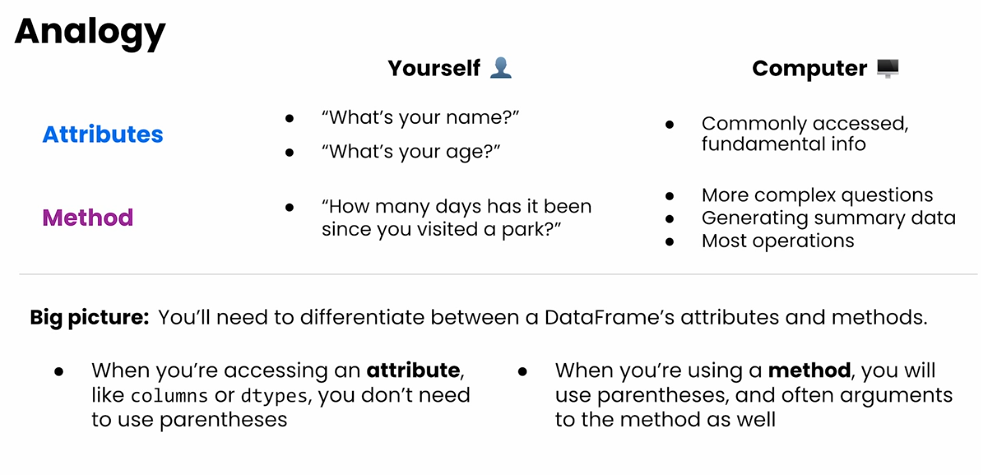 Analogy
Yourself 👤
Computer 🖥️
Attributes
• “What’s your name?”
• “What’s your age?”
• Commonly accessed,
fundamental info
Method
• “How many days has it been
since you visited a park?”
• More complex questions
• Generating summary data
• Most operations
Big picture: You’ll need to differentiate between a DataFrame’s attributes and methods.
• When you’re accessing an attribute,
like columns or dtypes, you don’t need
to use parentheses
• When you’re using a method, you will
use parentheses, and often arguments
to the method as well